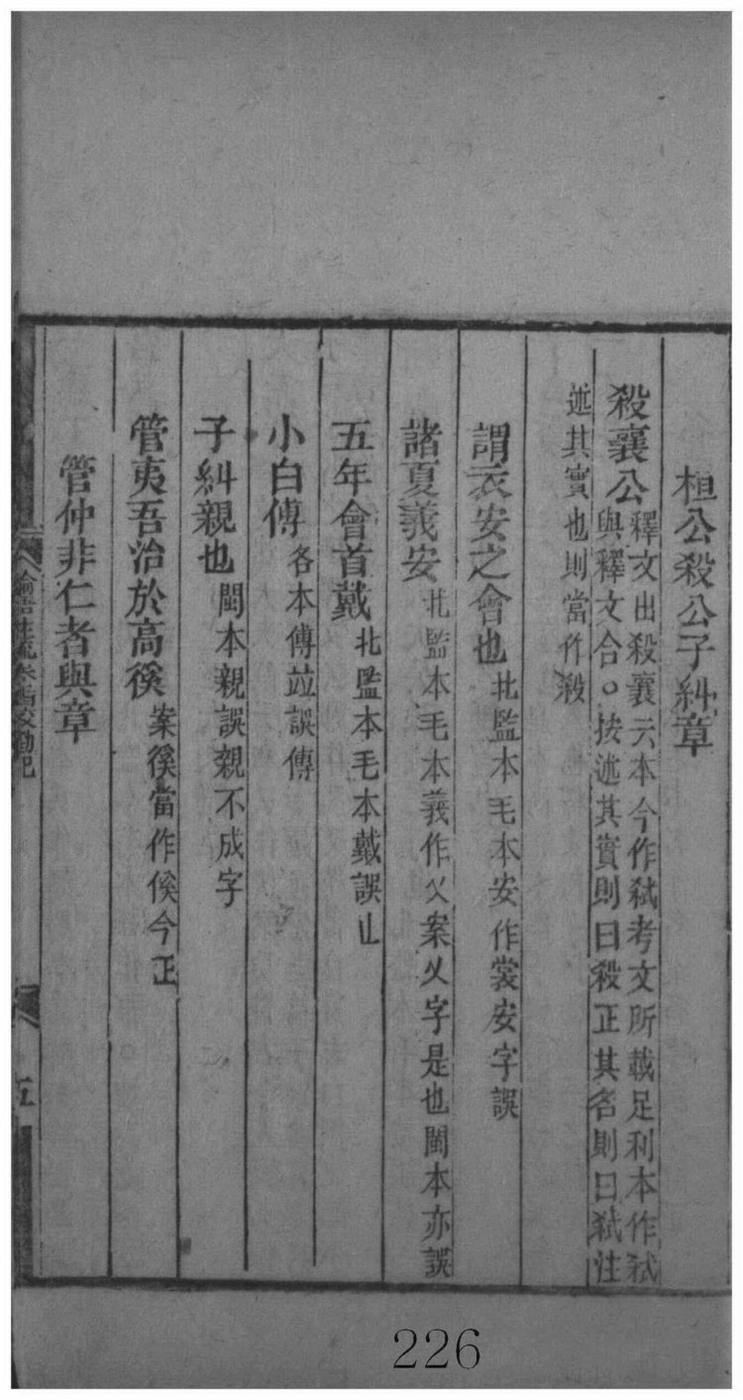 桓公殺公子糾章
殺襄公釋文出殺襄云本今作弑考文所載足利本作弑
與釋文合○按述其實則曰殺正其名則曰弑注
述其實也則當作殺
謂衣安之會也北監本毛本安作裳安字誤
諸夏義安北監本毛本義作乂案乂字是也閩本亦誤
五年會首戴北監本毛本戴誤止
小白傅各本傅竝誤傳
子糾親也閩本親誤親不成字
管夷吾治於高徯案徯當作傒今正
管仲非仁者與章
論語注疏卷十四校勘記
五
226